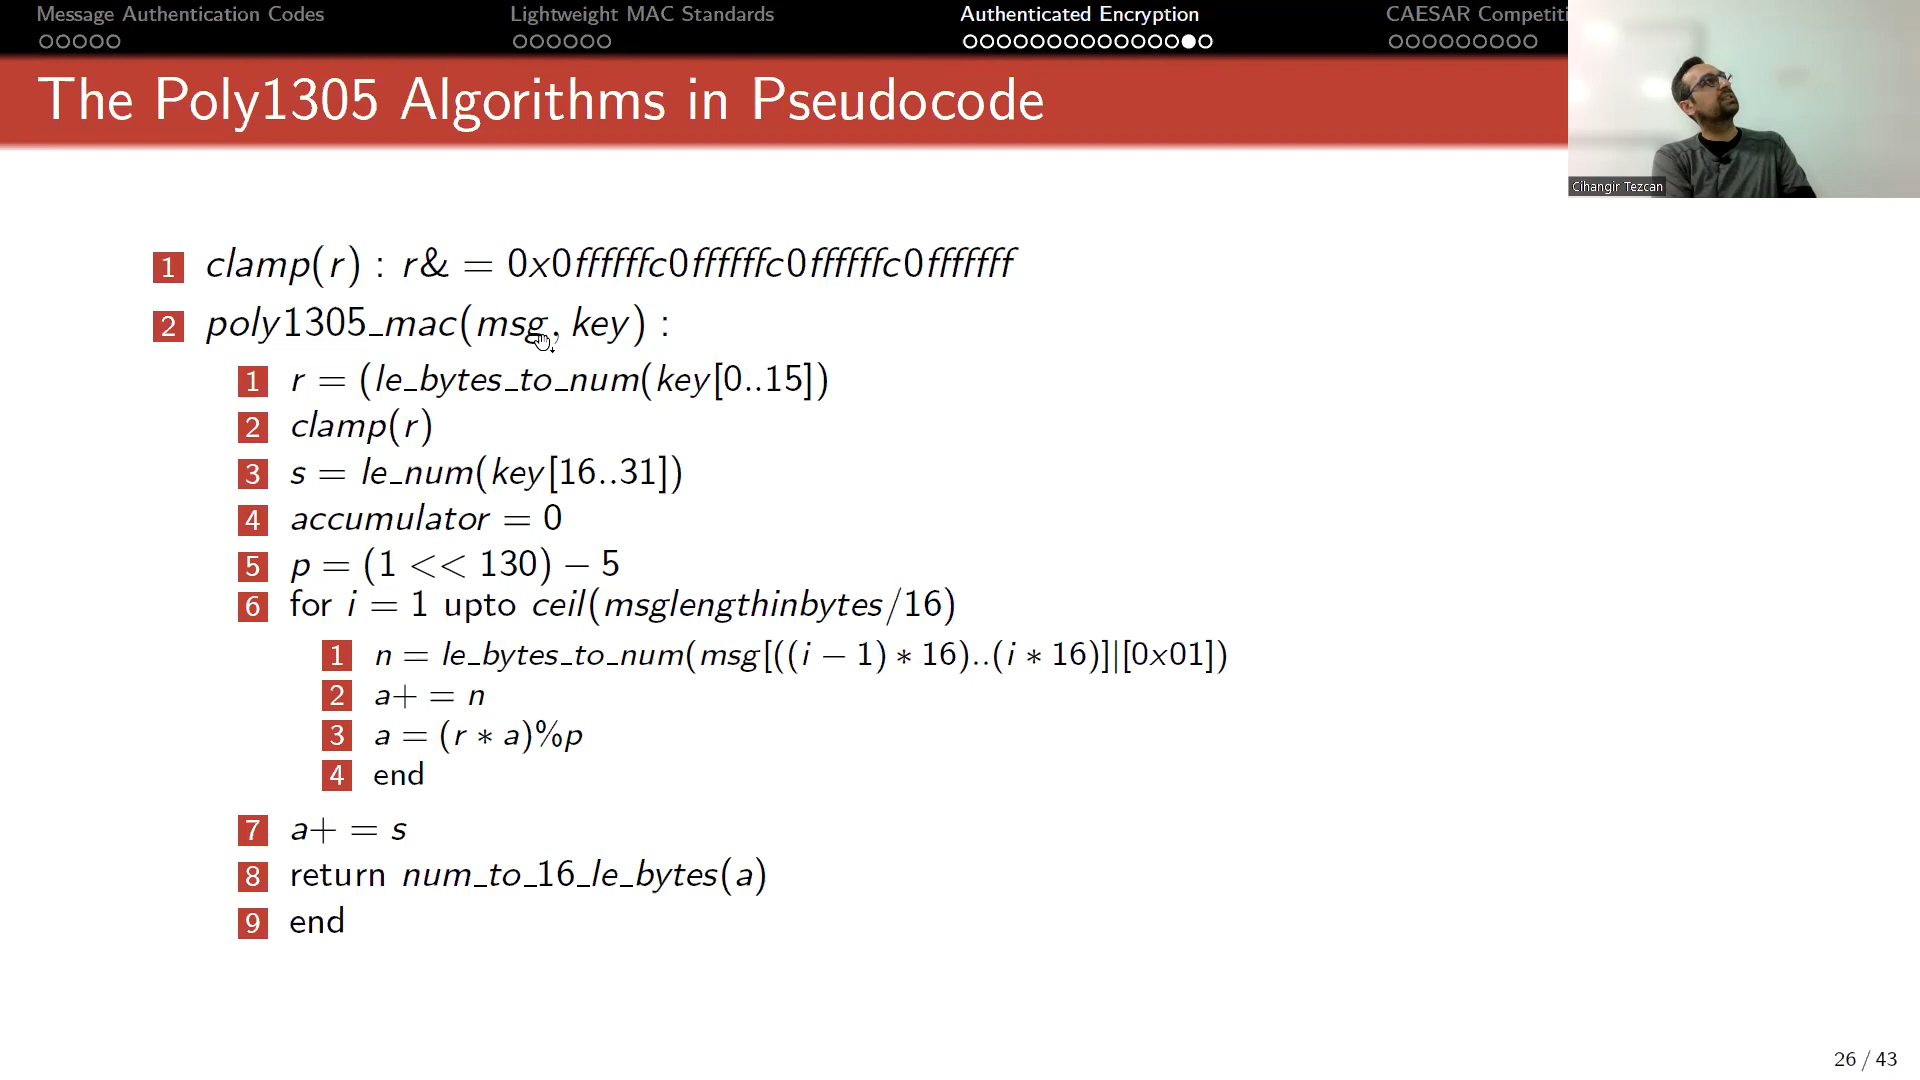 Message Authentication Codes
Lightweight MAC Standards
Authenticated Encryption
CAESAR Competiti
The Poly1305 Algorithms in Pseudocode
Cihangir Tezcan
1 clamp(r) : r& = 0x0ffffffc0ffffffc0ffffffc0fffffff
2 poly1305_mac(msg, key) :
1 r = (le_bytes_to_num(key[0..15])
2 clamp(r)
3 s = le_num(key[16..31])
4 accumulator = 0
5 p = (1 << 130) − 5
6 for i = 1 upto ceil(msglengthinbytes/16)
1 n = le_bytes_to_num(msg[((i − 1) ∗ 16)..(i ∗ 16)]|[0x01])
2 a+ = n
3 a = (r ∗ a)%p
4 end
7 a+ = s
8 return num_to_16_le_bytes(a)
9 end
26 / 43